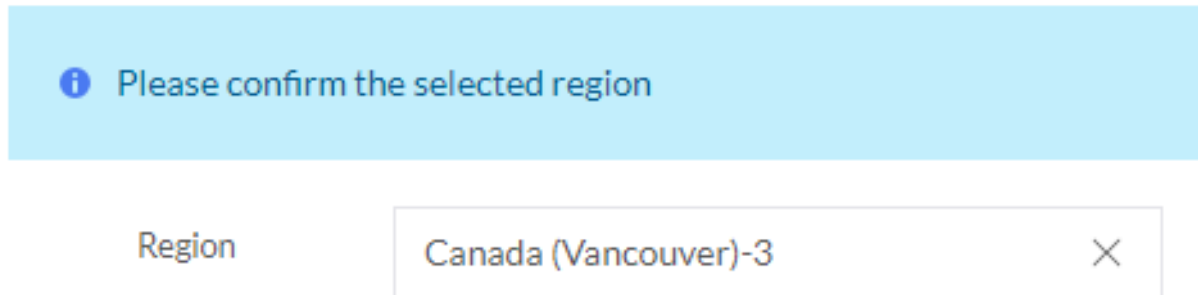 Please confirm the selected region
Region
Canada (Vancouver)-3